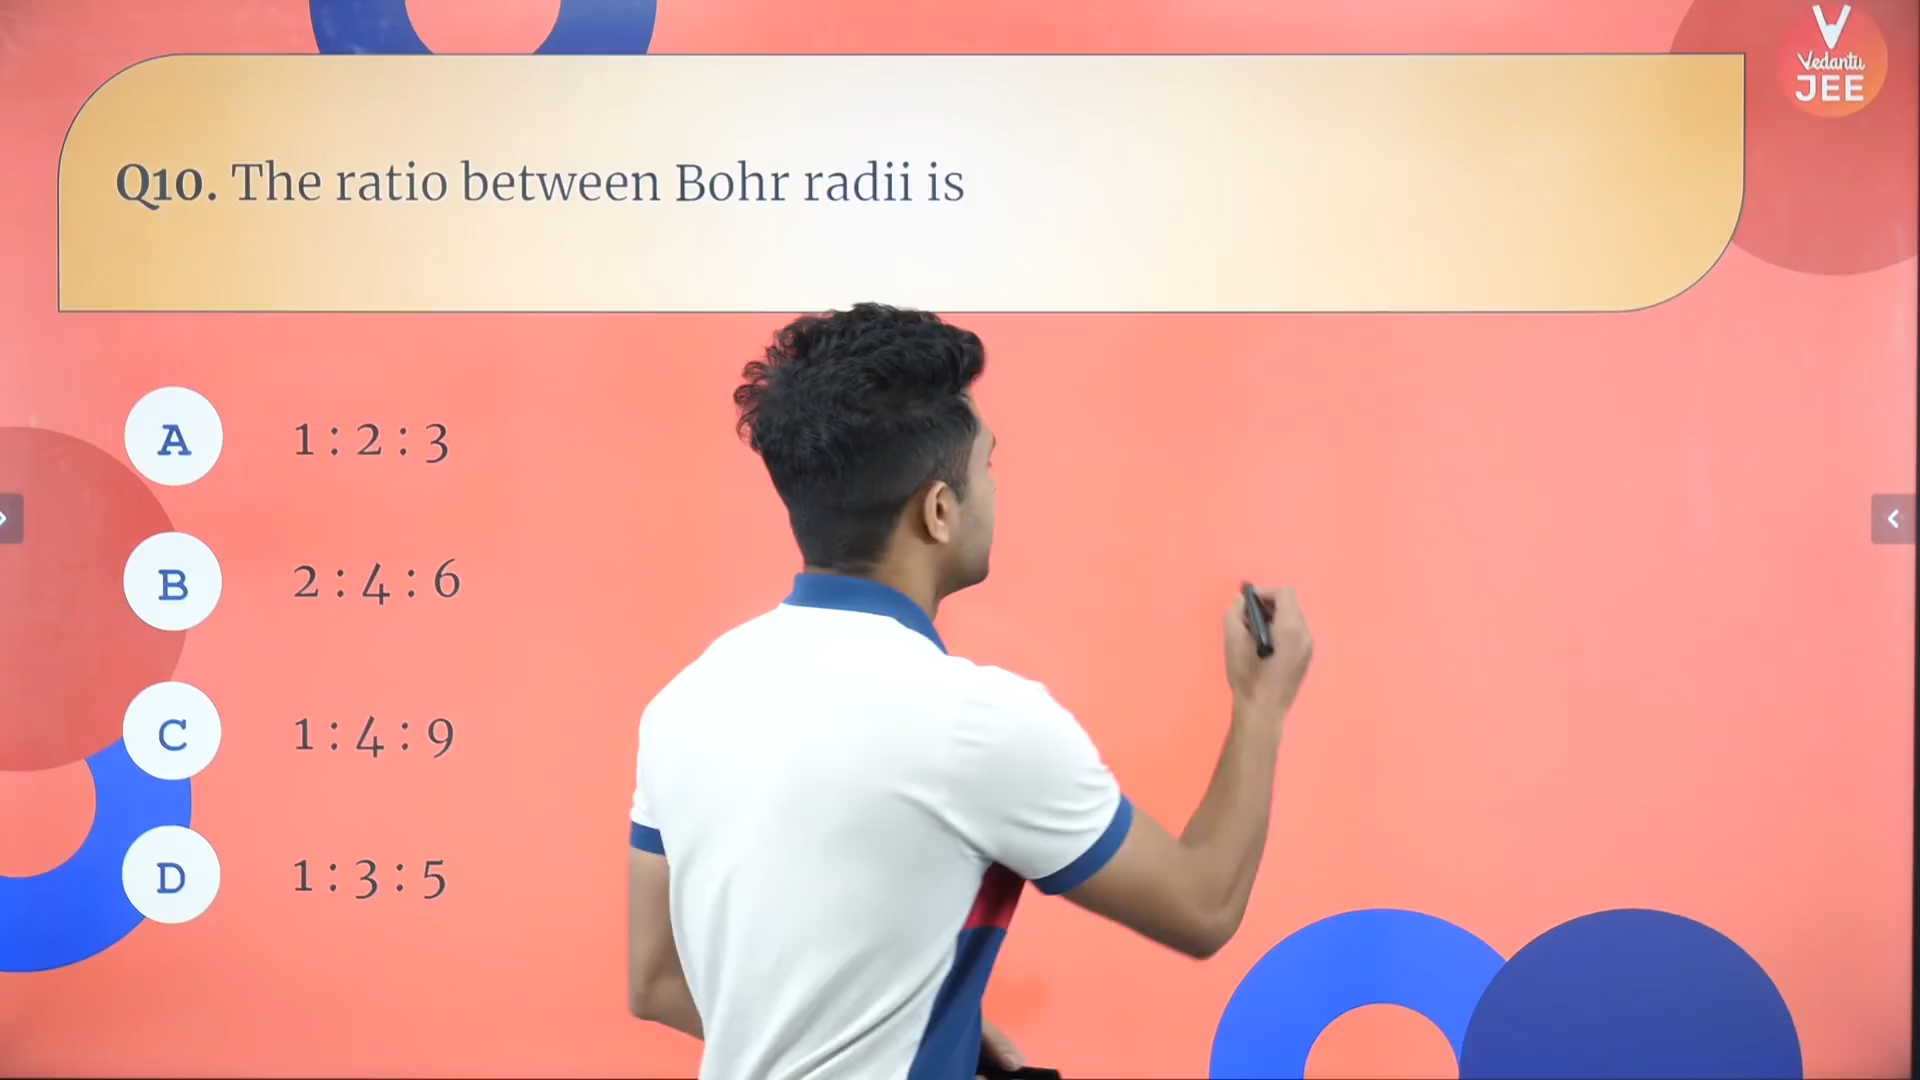 Vedantu
JEE
Q10. The ratio between Bohr radii is
A 1 : 2 : 3
B 2 : 4 : 6
C 1 : 4 : 9
D 1 : 3 : 5